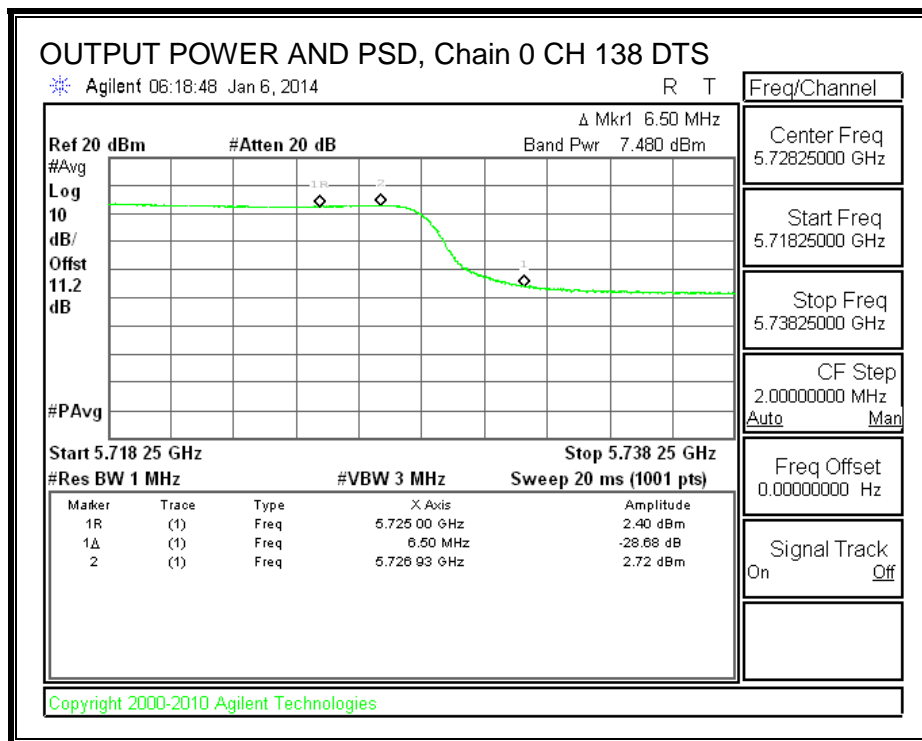 OUTPUT POWER AND PSD, Chain 0 CH 138 DTS
Agilent 06:18:48 Jan 6, 2014 R T
Δ Mkr1 6.50 MHz
Ref 20 dBm #Atten 20 dB Band Pwr 7.480 dBm
#Avg
Log
10
dB/
Offst
11.2
dB
#PAvg
1R
2
1
Start 5.718 25 GHz Stop 5.738 25 GHz
#Res BW 1 MHz #VBW 3 MHz Sweep 20 ms (1001 pts)
Marker Trace Type X Axis Amplitude
1R (1) Freq 5.725 00 GHz 2.40 dBm
1Δ (1) Freq 6.50 MHz -28.68 dB
2 (1) Freq 5.726 93 GHz 2.72 dBm
Freq/Channel
Center Freq
5.72825000 GHz
Start Freq
5.71825000 GHz
Stop Freq
5.73825000 GHz
CF Step
2.00000000 MHz
Auto Man
Freq Offset
0.00000000 Hz
Signal Track
On Off
Copyright 2000-2010 Agilent Technologies